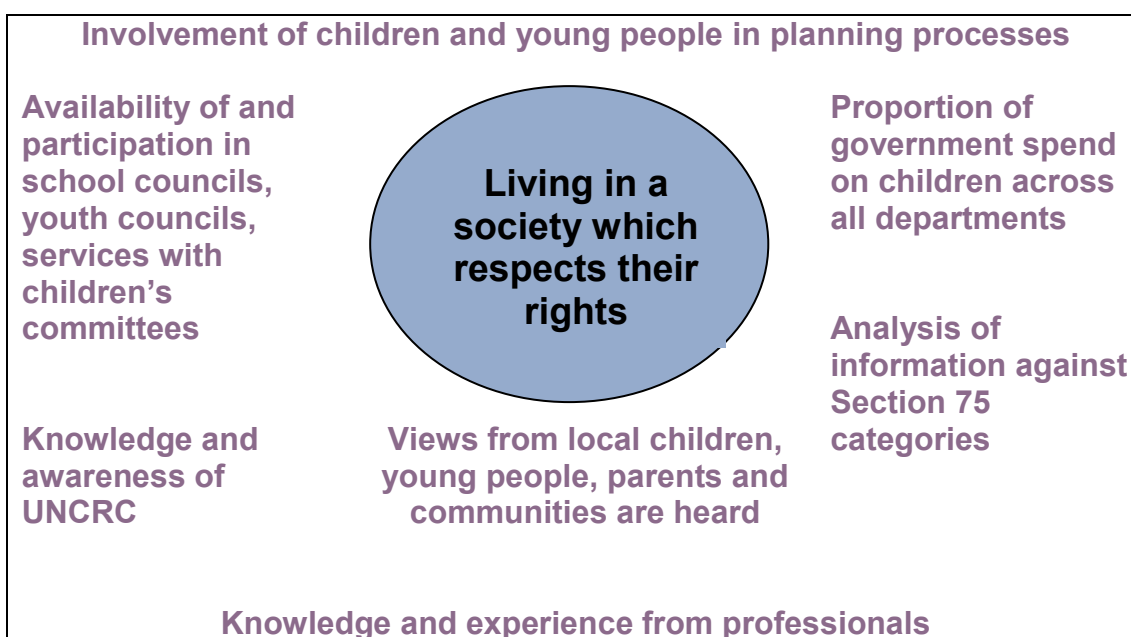 Involvement of children and young people in planning processes
Availability of and
participation in
school councils,
youth councils,
services with
children's
committees
Living in a
society which
respects their
rights
Proportion of
government spend
on children across
all departments
Analysis of
information against
Section 75
categories
Knowledge and
awareness of
UNCRC
Views from local children,
young people, parents and
communities are heard
Knowledge and experience from professionals